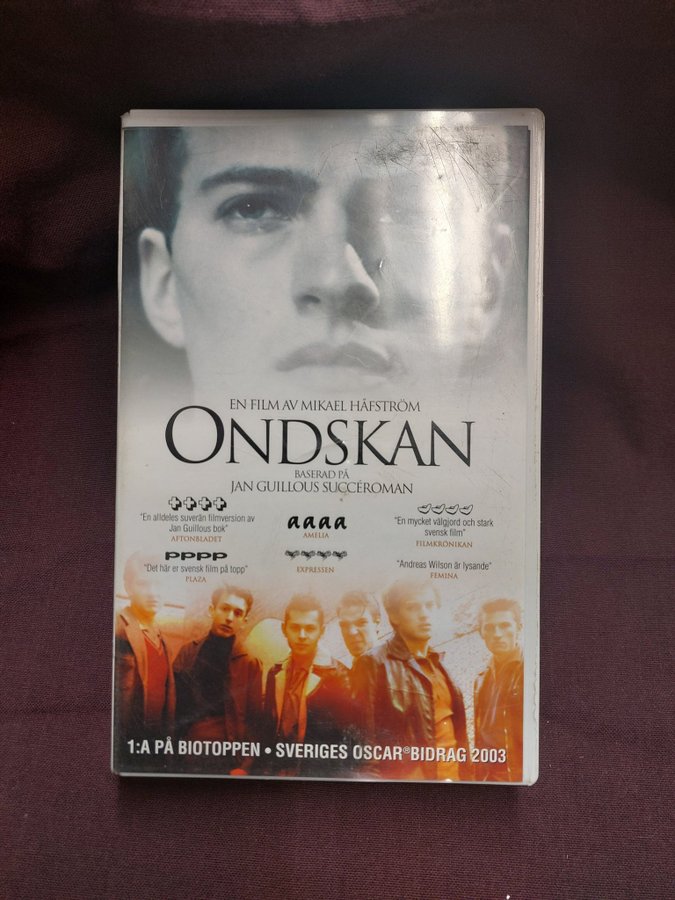 EN FILM AV MIKAEL HÅFSTRÖM
ONDSKAN
BASERAD PÅ
JAN GUILLOUS SUCCÉROMAN
"En alldeles suverän filmversion av
Jan Guillous bok"
AFTONBLADET
aaaa
AMELIA
"En mycket välgjord och stark
svensk film"
FILMKRÖNIKAN
PPPP
"Det här är svensk film på topp"
PLAZA
EXPRESSEN
"Andreas Wilson är lysande"
FEMINA
1:A PÅ BIOTOPPEN • SVERIGES OSCAR®BIDRAG 2003